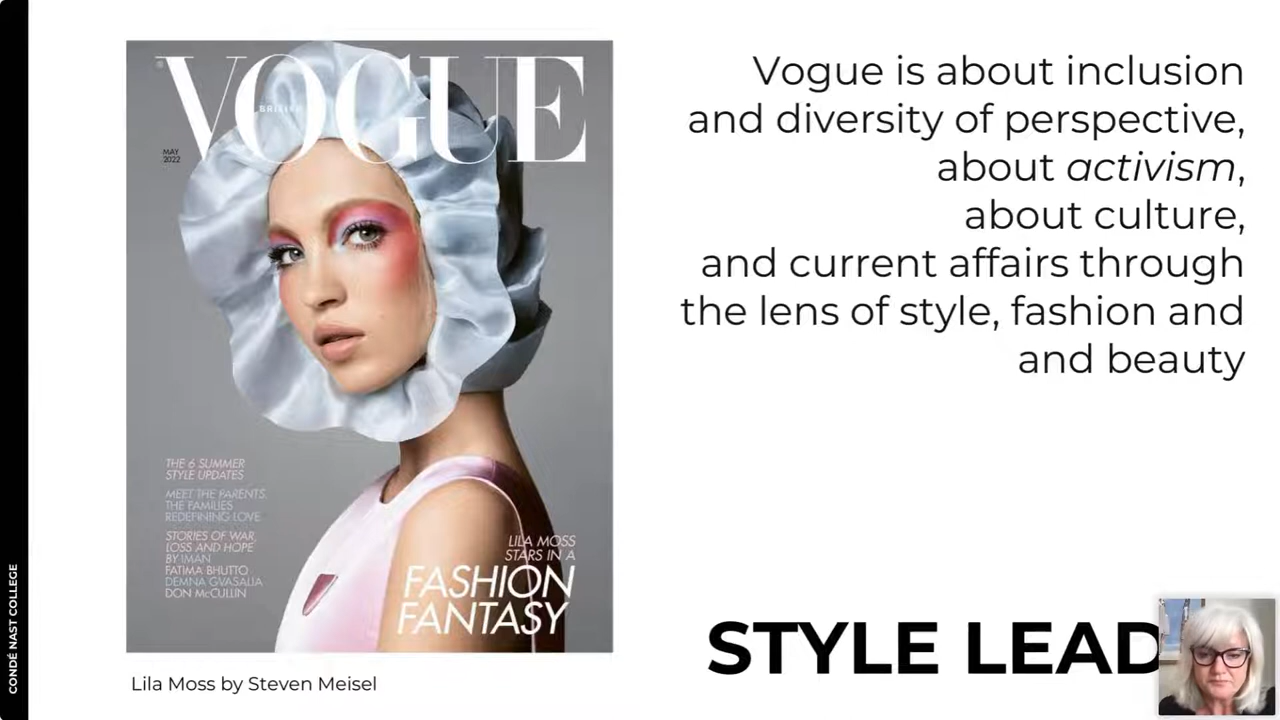 VOGUE
BRITISH
MAY
2022
THE 6 SUMMER
STYLE UPDATES
MEET THE PARENTS:
THE FAMILIES
REDEFINING LOVE
STORIES OF WAR,
LOSS AND HOPE
BY IMAN
FATIMA BHUTTO
DEMNA GVASALIA
DON McCULLIN
LILA MOSS
STARS IN A
FASHION
FANTASY
Lila Moss by Steven Meisel
Vogue is about inclusion
and diversity of perspective,
about activism,
about culture,
and current affairs through
the lens of style, fashion and
and beauty
STYLE LEAD
CONDÉ NAST COLLEGE